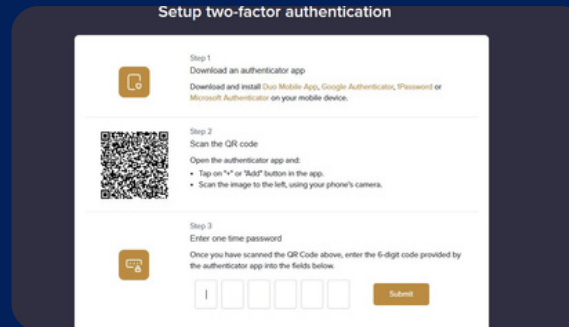 Setup two-factor authentication
Step 1
Download an authenticator app
Download and install Duo Mobile App, Google Authenticator, 1Password or
Microsoft Authenticator on your mobile device.
Step 2
Scan the QR code
Open the authenticator app and:
• Tap on "+" or "Add" button in the app.
• Scan the image to the left, using your phone's camera.
Step 3
Enter one time password
Once you have scanned the QR Code above, enter the 6-digit code provided by
the authenticator app into the fields below.
Submit